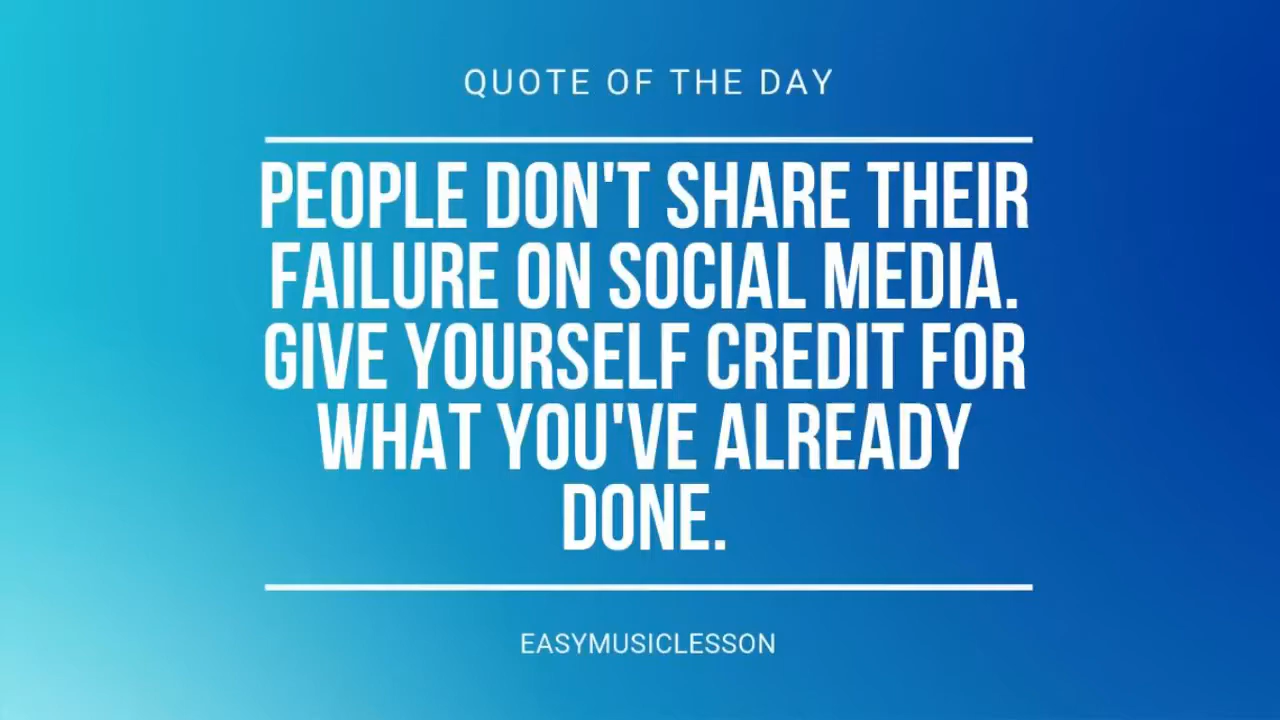 QUOTE OF THE DAY
PEOPLE DON'T SHARE THEIR
FAILURE ON SOCIAL MEDIA.
GIVE YOURSELF CREDIT FOR
WHAT YOU'VE ALREADY
DONE.
EASYMUSICLESSON